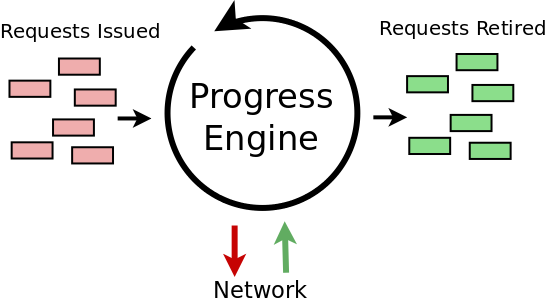 Requests Issued
Requests Retired
Progress
Engine
Network